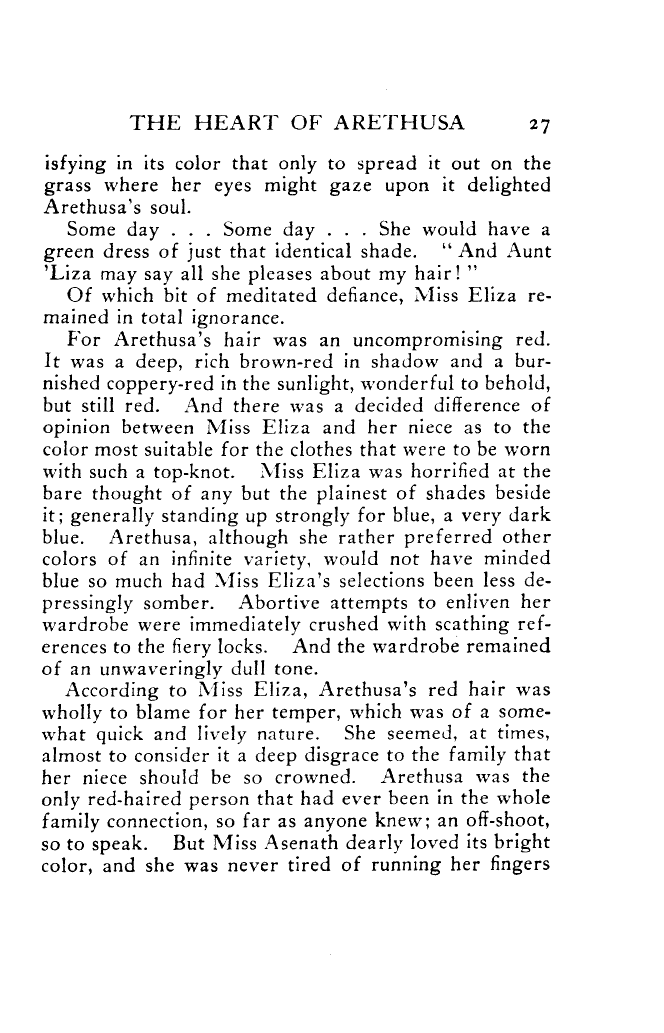 THE HEART OF ARETHUSA 27
isfying in its color that only to spread it out on the
grass where her eyes might gaze upon it delighted
Arethusa's soul.
Some day . . . Some day . . . She would have a
green dress of just that identical shade. "And Aunt
'Liza may say all she pleases about my hair!"
Of which bit of meditated defiance, Miss Eliza re-
mained in total ignorance.
For Arethusa's hair was an uncompromising red.
It was a deep, rich brown-red in shadow and a bur-
nished coppery-red in the sunlight, wonderful to behold,
but still red. And there was a decided difference of
opinion between Miss Eliza and her niece as to the
color most suitable for the clothes that were to be worn
with such a top-knot. Miss Eliza was horrified at the
bare thought of any but the plainest of shades beside
it; generally standing up strongly for blue, a very dark
blue. Arethusa, although she rather preferred other
colors of an infinite variety, would not have minded
blue so much had Miss Eliza's selections been less de-
pressingly somber. Abortive attempts to enliven her
wardrobe were immediately crushed with scathing ref-
erences to the fiery locks. And the wardrobe remained
of an unwaveringly dull tone.
According to Miss Eliza, Arethusa's red hair was
wholly to blame for her temper, which was of a some-
what quick and lively nature. She seemed, at times,
almost to consider it a deep disgrace to the family that
her niece should be so crowned. Arethusa was the
only red-haired person that had ever been in the whole
family connection, so far as anyone knew; an off-shoot,
so to speak. But Miss Asenath dearly loved its bright
color, and she was never tired of running her fingers